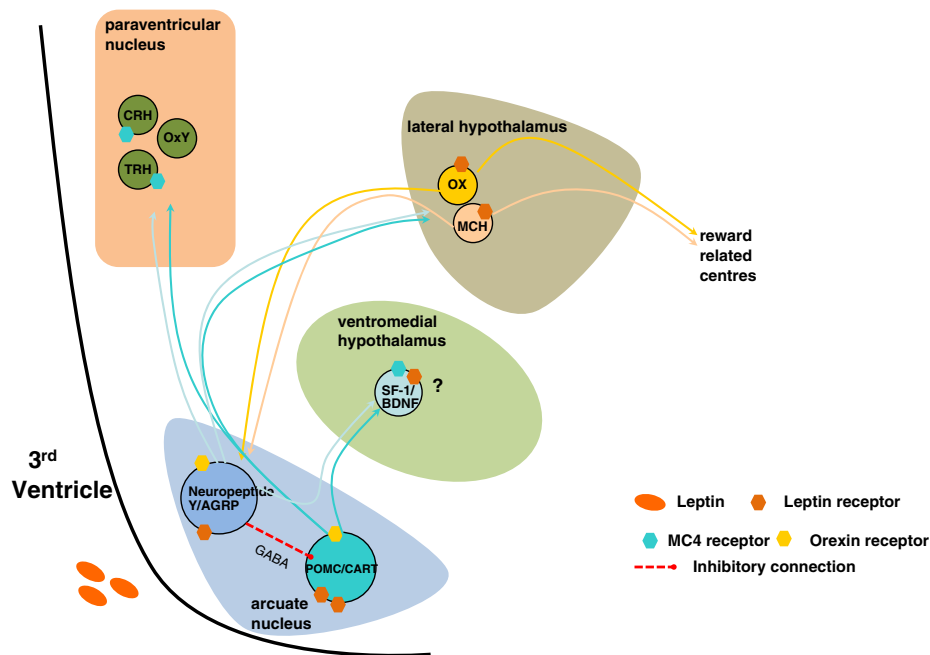 paraventricular
nucleus
CRH
OxY
TRH
lateral hypothalamus
OX
MCH
reward
related
centres
ventromedial
hypothalamus
SF-1/
BDNF
?
3rd
Ventricle
Neuropeptide
Y/AGRP
GABA
POMC/CART
arcuate
nucleus
Leptin
Leptin receptor
MC4 receptor
Orexin receptor
Inhibitory connection